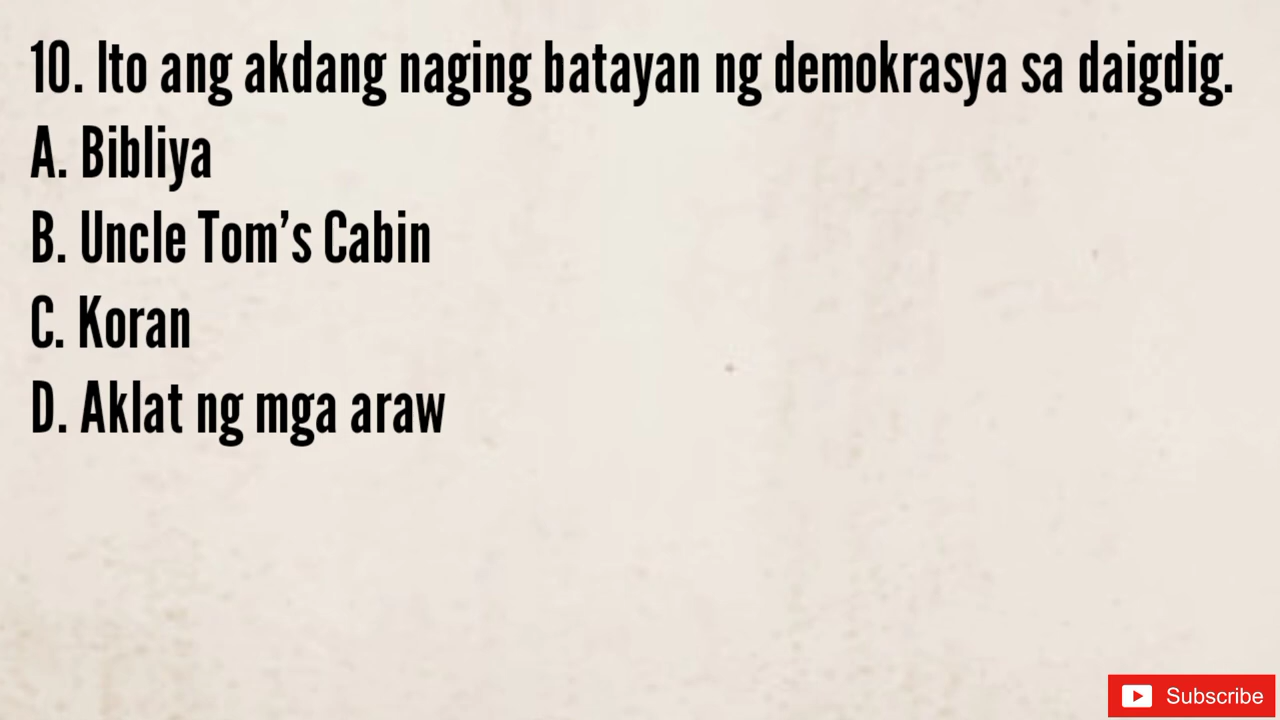 10. Ito ang akdang naging batayan ng demokrasya sa daigdig.
A. Bibliya
B. Uncle Tom’s Cabin
C. Koran
D. Aklat ng mga araw
Subscribe